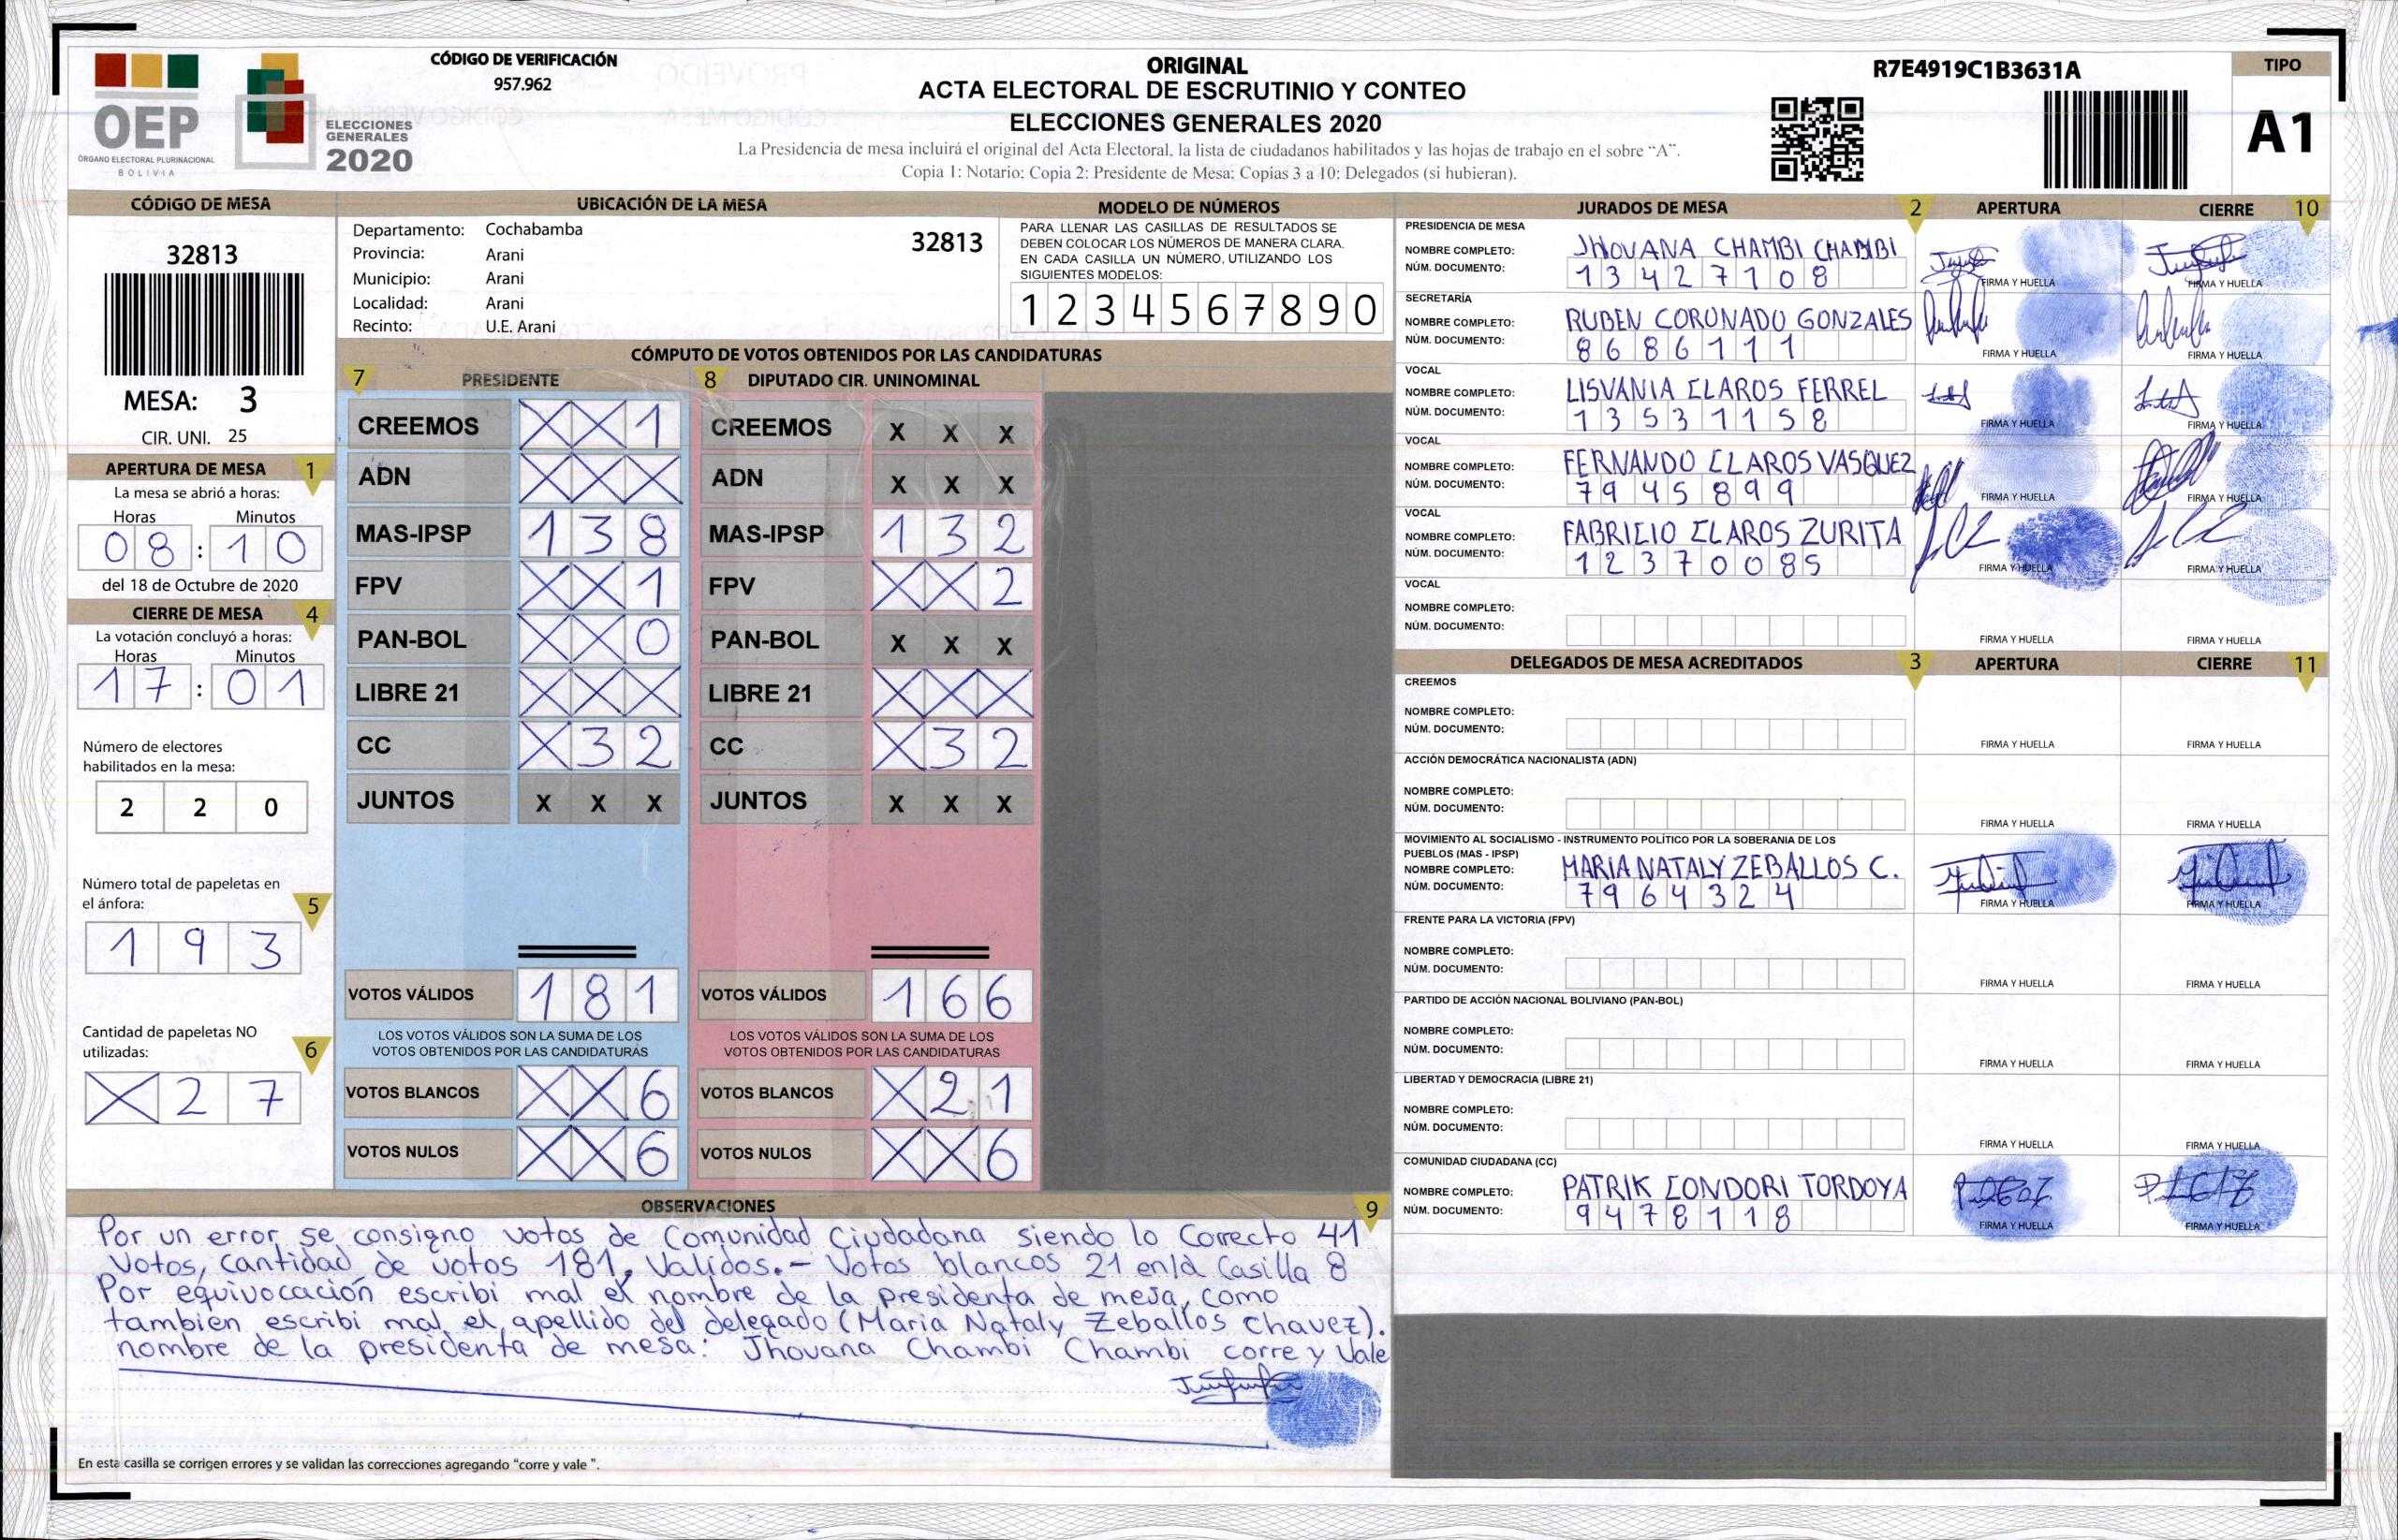 OEP
ÓRGANO ELECTORAL PLURINACIONAL
BOLIVIA
ELECCIONES
GENERALES
2020
CÓDIGO DE VERIFICACIÓN
957.962
ORIGINAL
ACTA ELECTORAL DE ESCRUTINIO Y CONTEO
ELECCIONES GENERALES 2020
La Presidencia de mesa incluirá el original del Acta Electoral, la lista de ciudadanos habilitados y las hojas de trabajo en el sobre “A”.
Copia 1: Notario; Copia 2: Presidente de Mesa; Copias 3 a 10: Delegados (si hubieran).
R7E4919C1B3631A
TIPO
A1
CÓDIGO DE MESA
32813
MESA: 3
CIR. UNI. 25
APERTURA DE MESA 1
La mesa se abrió a horas:
Horas Minutos
08:10
del 18 de Octubre de 2020
CIERRE DE MESA 4
La votación concluyó a horas:
Horas Minutos
17:01
Número de electores
habilitados en la mesa:
2 2 0
Número total de papeletas en
el ánfora: 5
1 9 3
Cantidad de papeletas NO
utilizadas: 6
X 2 7
UBICACIÓN DE LA MESA
Departamento: Cochabamba
Provincia: Arani
Municipio: Arani
Localidad: Arani
Recinto: U.E. Arani
32813
MODELO DE NÚMEROS
PARA LLENAR LAS CASILLAS DE RESULTADOS SE
DEBEN COLOCAR LOS NÚMEROS DE MANERA CLARA.
EN CADA CASILLA UN NÚMERO, UTILIZANDO LOS
SIGUIENTES MODELOS:
1 2 3 4 5 6 7 8 9 0
CÓMPUTO DE VOTOS OBTENIDOS POR LAS CANDIDATURAS
7 PRESIDENTE
CREEMOS X X 1
ADN X X X
MAS-IPSP 1 3 8
FPV X X 1
PAN-BOL X X 0
LIBRE 21 X X X
CC X 3 2
JUNTOS X X X
VOTOS VÁLIDOS 1 8 1
LOS VOTOS VÁLIDOS SON LA SUMA DE LOS
VOTOS OBTENIDOS POR LAS CANDIDATURAS
VOTOS BLANCOS X X 6
VOTOS NULOS X X 6
8 DIPUTADO CIR. UNINOMINAL
CREEMOS X X X
ADN X X X
MAS-IPSP 1 3 2
FPV X X 2
PAN-BOL X X X
LIBRE 21 X X X
CC X 3 2
JUNTOS X X X
VOTOS VÁLIDOS 1 6 6
LOS VOTOS VÁLIDOS SON LA SUMA DE LOS
VOTOS OBTENIDOS POR LAS CANDIDATURAS
VOTOS BLANCOS X 2 1
VOTOS NULOS X X 6
OBSERVACIONES 9
Por un error se consigno votos de Comunidad Ciudadana siendo lo Correcto 41
Votos, cantidad de votos 181, Validos.- Votos blancos 21 en la Casilla 8
Por equivocación escribi mal el nombre de la presidenta de mesa, como
tambien escribi mal el apellido del delegado (Maria Nataly Zeballos Chavez).
nombre de la presidenta de mesa: Jhovana Chambi Chambi corre y Vale
En esta casilla se corrigen errores y se validan las correcciones agregando “corre y vale ”.
JURADOS DE MESA 2 APERTURA CIERRE 10
PRESIDENCIA DE MESA
NOMBRE COMPLETO: JHOVANA CHAMBI CHAMBI
NÚM. DOCUMENTO: 13427108
FIRMA Y HUELLA FIRMA Y HUELLA
SECRETARÍA
NOMBRE COMPLETO: RUBEN CORONADO GONZALES
NÚM. DOCUMENTO: 8686111
FIRMA Y HUELLA FIRMA Y HUELLA
VOCAL
NOMBRE COMPLETO: LISVANIA CLAROS FERREL
NÚM. DOCUMENTO: 13531158
FIRMA Y HUELLA FIRMA Y HUELLA
VOCAL
NOMBRE COMPLETO: FERNANDO CLAROS VASQUEZ
NÚM. DOCUMENTO: 7945899
FIRMA Y HUELLA FIRMA Y HUELLA
VOCAL
NOMBRE COMPLETO: FABRICIO CLAROS ZURITA
NÚM. DOCUMENTO: 12370085
FIRMA Y HUELLA FIRMA Y HUELLA
VOCAL
NOMBRE COMPLETO:
NÚM. DOCUMENTO:
FIRMA Y HUELLA FIRMA Y HUELLA
DELEGADOS DE MESA ACREDITADOS 3 APERTURA CIERRE 11
CREEMOS
NOMBRE COMPLETO:
NÚM. DOCUMENTO:
FIRMA Y HUELLA FIRMA Y HUELLA
ACCIÓN DEMOCRÁTICA NACIONALISTA (ADN)
NOMBRE COMPLETO:
NÚM. DOCUMENTO:
FIRMA Y HUELLA FIRMA Y HUELLA
MOVIMIENTO AL SOCIALISMO - INSTRUMENTO POLÍTICO POR LA SOBERANIA DE LOS
PUEBLOS (MAS - IPSP)
NOMBRE COMPLETO: MARIA NATALY ZEBALLOS C.
NÚM. DOCUMENTO: 7964324
FIRMA Y HUELLA FIRMA Y HUELLA
FRENTE PARA LA VICTORIA (FPV)
NOMBRE COMPLETO:
NÚM. DOCUMENTO:
FIRMA Y HUELLA FIRMA Y HUELLA
PARTIDO DE ACCIÓN NACIONAL BOLIVIANO (PAN-BOL)
NOMBRE COMPLETO:
NÚM. DOCUMENTO:
FIRMA Y HUELLA FIRMA Y HUELLA
LIBERTAD Y DEMOCRACIA (LIBRE 21)
NOMBRE COMPLETO:
NÚM. DOCUMENTO:
FIRMA Y HUELLA FIRMA Y HUELLA
COMUNIDAD CIUDADANA (CC)
NOMBRE COMPLETO: PATRIK CONDORI TORDOYA
NÚM. DOCUMENTO: 9478118
FIRMA Y HUELLA FIRMA Y HUELLA